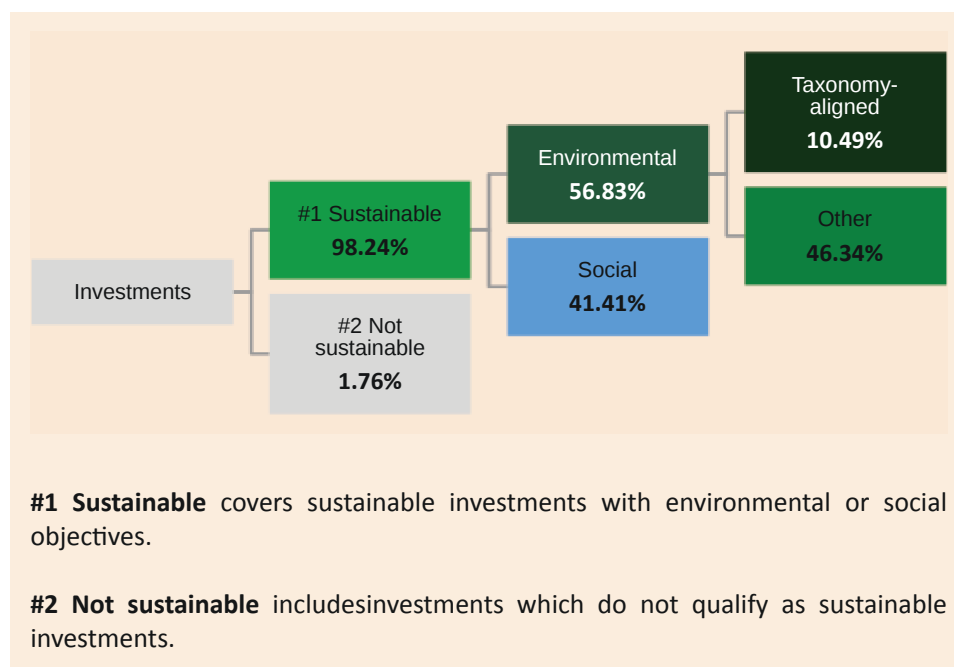 Investments
#1 Sustainable
98.24%
#2 Not
sustainable
1.76%
Environmental
56.83%
Social
41.41%
Taxonomy-
aligned
10.49%
Other
46.34%
#1 Sustainable covers sustainable investments with environmental or social
objectives.
#2 Not sustainable includesinvestments which do not qualify as sustainable
investments.